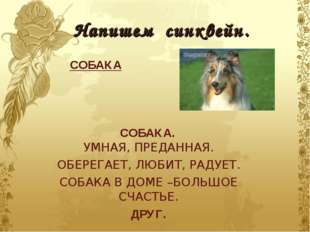 Напишем синквейн.
СОБАКА
СОБАКА.
УМНАЯ, ПРЕДАННАЯ.
ОБЕРЕГАЕТ, ЛЮБИТ, РАДУЕТ.
СОБАКА В ДОМЕ –БОЛЬШОЕ
СЧАСТЬЕ.
ДРУГ.